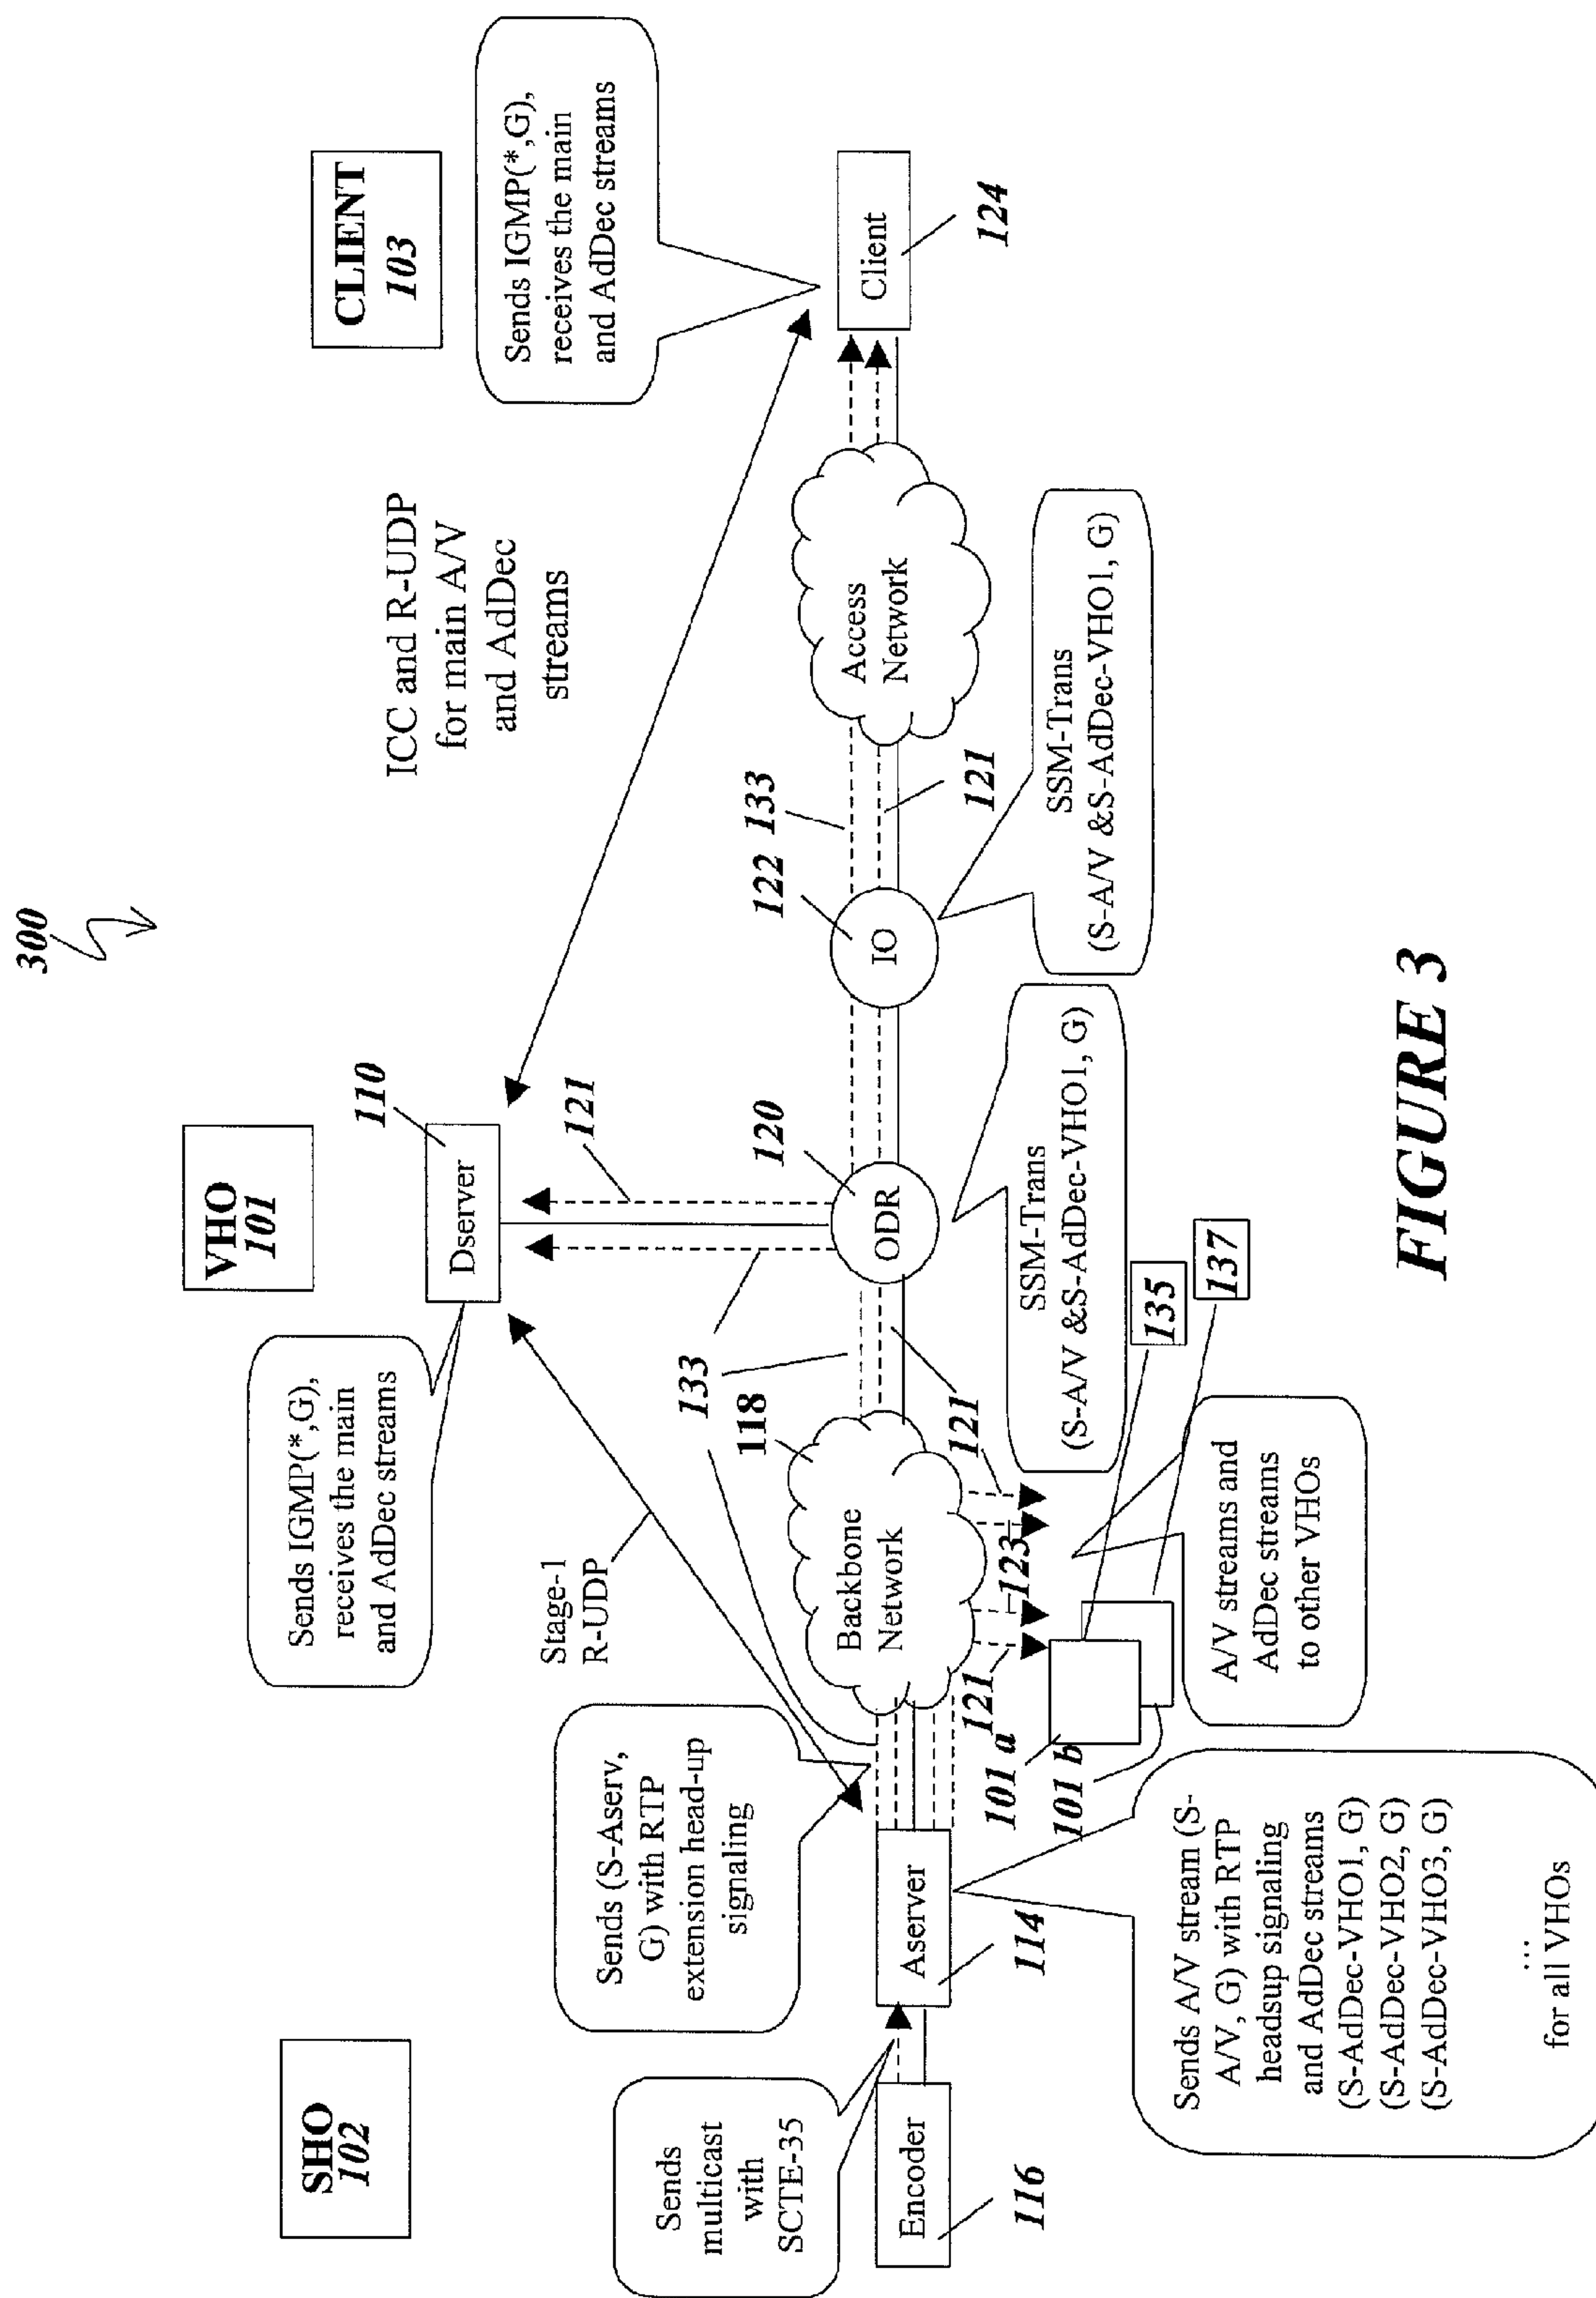 300
SHO
102
VHO
101
CLIENT
103
Sends IGMP(*,G),
receives the main
and AdDec streams
Dserver
110
Sends IGMP(*,G),
receives the main
and AdDec streams
ICC and R-UDP
for main A/V
and AdDec
streams
Stage-1
R-UDP
121
133
Sends
multicast
with
SCTE-35
Sends (S-Aserv,
G) with RTP
extension head-up
signaling
Encoder
116
Aserver
114
Backbone
Network
118
ODR
120
IO
122
133
121
Access
Network
Client
124
121
121
123
121
101 a
101 b
135
137
SSM-Trans
(S-A/V &S-AdDec-VHO1, G)
SSM-Trans
(S-A/V &S-AdDec-VHO1, G)
A/V streams and
AdDec streams
to other VHOs
Sends A/V stream (S-
A/V, G) with RTP
headsup signaling
and AdDec streams
(S-AdDec-VHO1, G)
(S-AdDec-VHO2, G)
(S-AdDec-VHO3, G)
...
for all VHOs
FIGURE 3